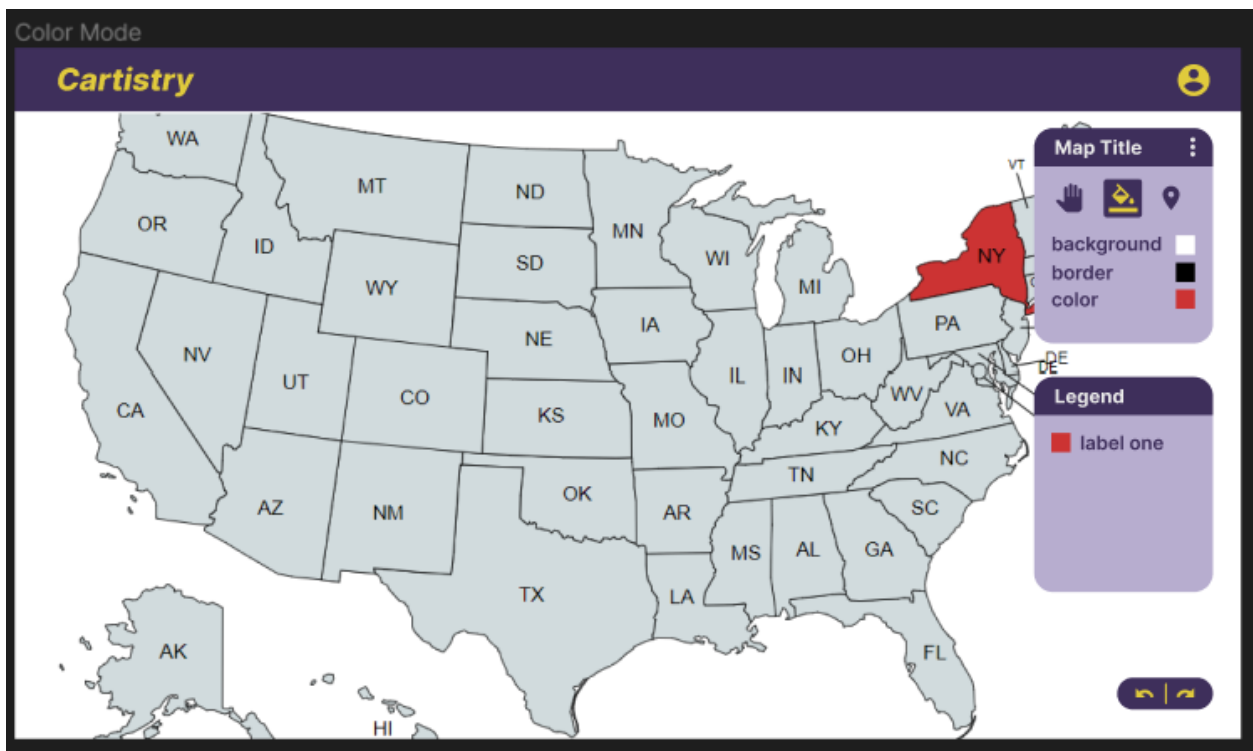 Color Mode
Cartistry
WA
MT
ND
MN
OR
ID
SD
WI
MI
VT
NY
WY
IA
PA
NV
NE
OH
DE
DE
UT
CO
IL
IN
WV
VA
CA
KS
MO
KY
NC
TN
AZ
NM
OK
AR
SC
MS
AL
GA
TX
LA
AK
FL
HI
Map Title
background
border
color
Legend
label one